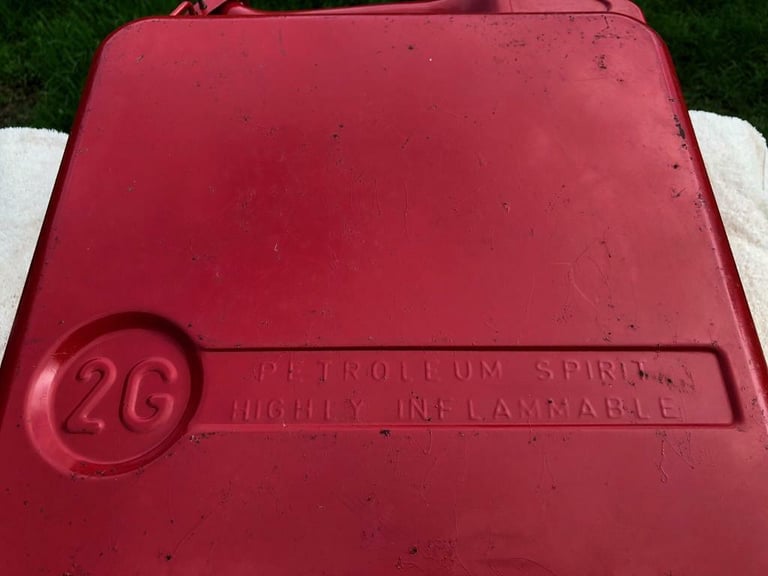 2G
PETROLEUM SPIRIT
HIGHLY INFLAMMABLE